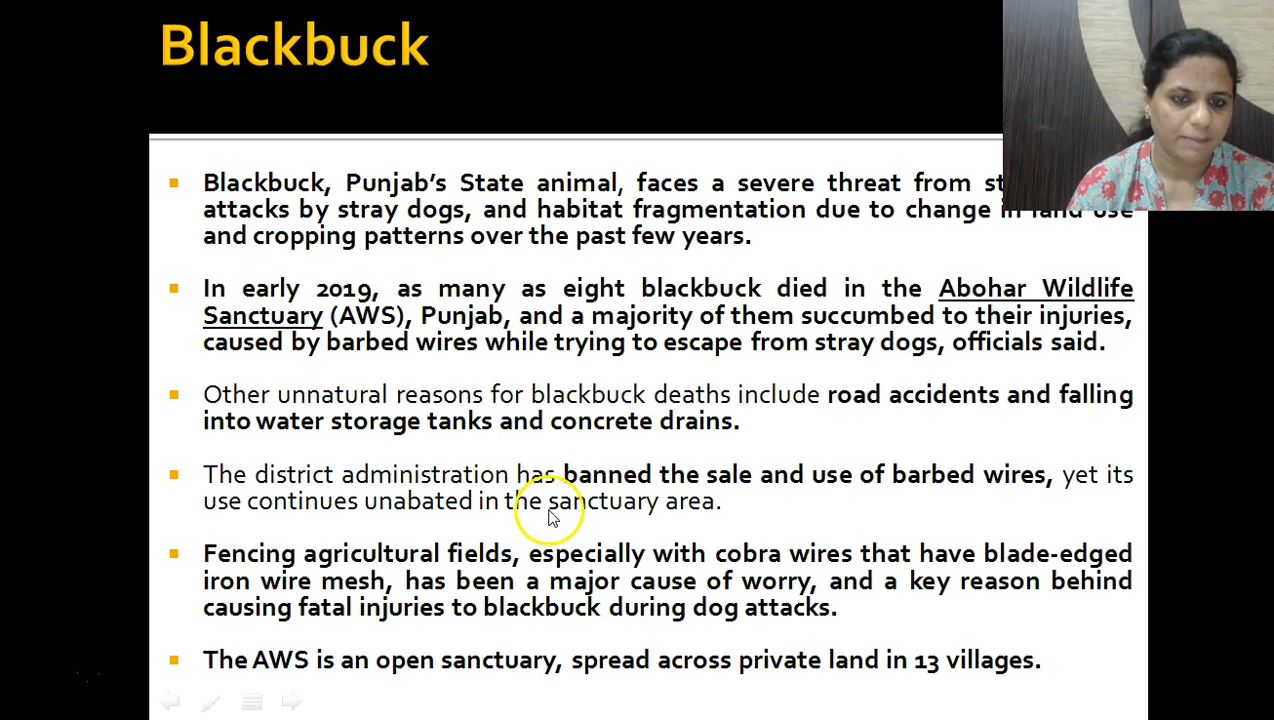 Blackbuck
Blackbuck, Punjab's State animal, faces a severe threat from
attacks by stray dogs, and habitat fragmentation due to change in land use
and cropping patterns over the past few years.
In early 2019, as many as eight blackbuck died in the Abohar Wildlife
Sanctuary (AWS), Punjab, and a majority of them succumbed to their injuries,
caused by barbed wires while trying to escape from stray dogs, officials said.
Other unnatural reasons for blackbuck deaths include road accidents and falling
into water storage tanks and concrete drains.
The district administration has banned the sale and use of barbed wires, yet its
use continues unabated in the sanctuary area.
Fencing agricultural fields, especially with cobra wires that have blade-edged
iron wire mesh, has been a major cause of worry, and a key reason behind
causing fatal injuries to blackbuck during dog attacks.
The AWS is an open sanctuary, spread across private land in 13 villages.